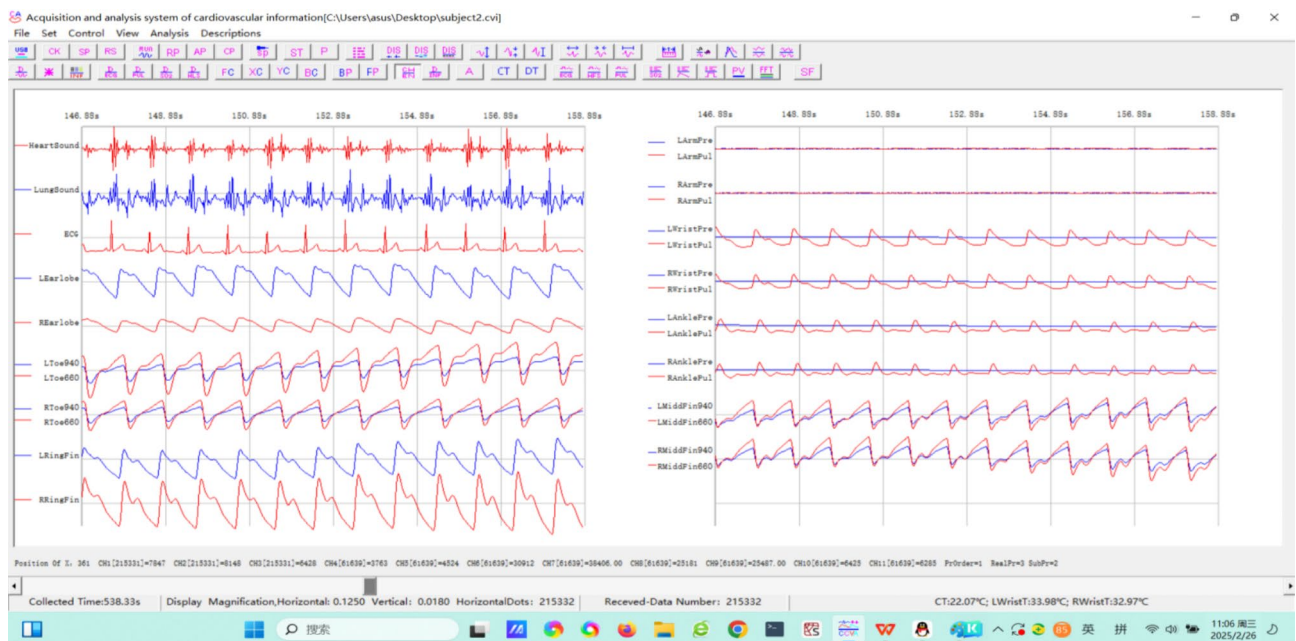 Acquisition and analysis system of cardiovascular information[C:\Users\asus\Desktop\subject2.cvi]
File Set Control View Analysis Descriptions
USB CK SP RS RUN RP AP CP Tp ST P DIS DIS DIS
FC XC YC BC BP FP CH A CT DT PV FFT SF
146.88s 148.88s 150.88s 152.88s 154.88s 156.88s 158.88s
HeartSound
LungSound
ECG
LEarlobe
REarlobe
LToe940
LToe660
RToe940
RToe660
LRingFin
RRingFin
146.88s 148.88s 150.88s 152.88s 154.88s 156.88s 158.88s
LArmPre
LArmPul
RArmPre
RArmPul
LWristPre
LWristPul
RWristPre
RWristPul
LAnklePre
LAnklePul
RAnklePre
RAnklePul
LMiddFin940
LMiddFin660
RMiddFin940
RMiddFin660
Position Of X: 361 CH1[215331]=7847 CH2[215331]=8148 CH3[215331]=6428 CH4[61639]=3763 CH5[61639]=4524 CH6[61639]=30912 CH7[61639]=38406.00 CH8[61639]=25181 CH9[61639]=25487.00 CH10[61639]=6425 CH11[61639]=6285 PrOrder=1 RealPr=3 SubPr=2
Collected Time:538.33s Display Magnification,Horizontal: 0.1250 Vertical: 0.0180 HorizontalDots: 215332 Receved-Data Number: 215332 CT:22.07℃; LWristT:33.98℃; RWristT:32.97℃
搜索 英 拼 11:06 周三
2025/2/26